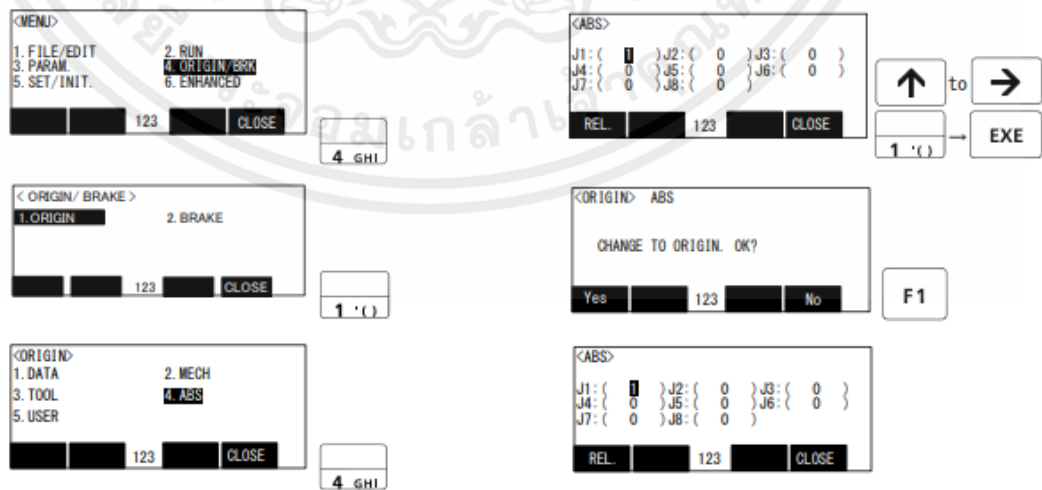 <MENU>
1. FILE/EDIT 2. RUN
3. PARAM. 4. ORIGIN/BRK
5. SET/INIT. 6. ENHANCED
123 CLOSE
4 GHI
< ORIGIN/ BRAKE >
1. ORIGIN 2. BRAKE
123 CLOSE
1 '()
<ORIGIN>
1. DATA 2. MECH
3. TOOL 4. ABS
5. USER
123 CLOSE
4 GHI
<ABS>
J1:( 1 )J2:( 0 )J3:( 0 )
J4:( 0 )J5:( 0 )J6:( 0 )
J7:( 0 )J8:( 0 )
REL. 123 CLOSE
↑ to →
1 '() → EXE
<ORIGIN> ABS
CHANGE TO ORIGIN. OK?
Yes 123 No
F1
<ABS>
J1:( 1 )J2:( 0 )J3:( 0 )
J4:( 0 )J5:( 0 )J6:( 0 )
J7:( 0 )J8:( 0 )
REL. 123 CLOSE